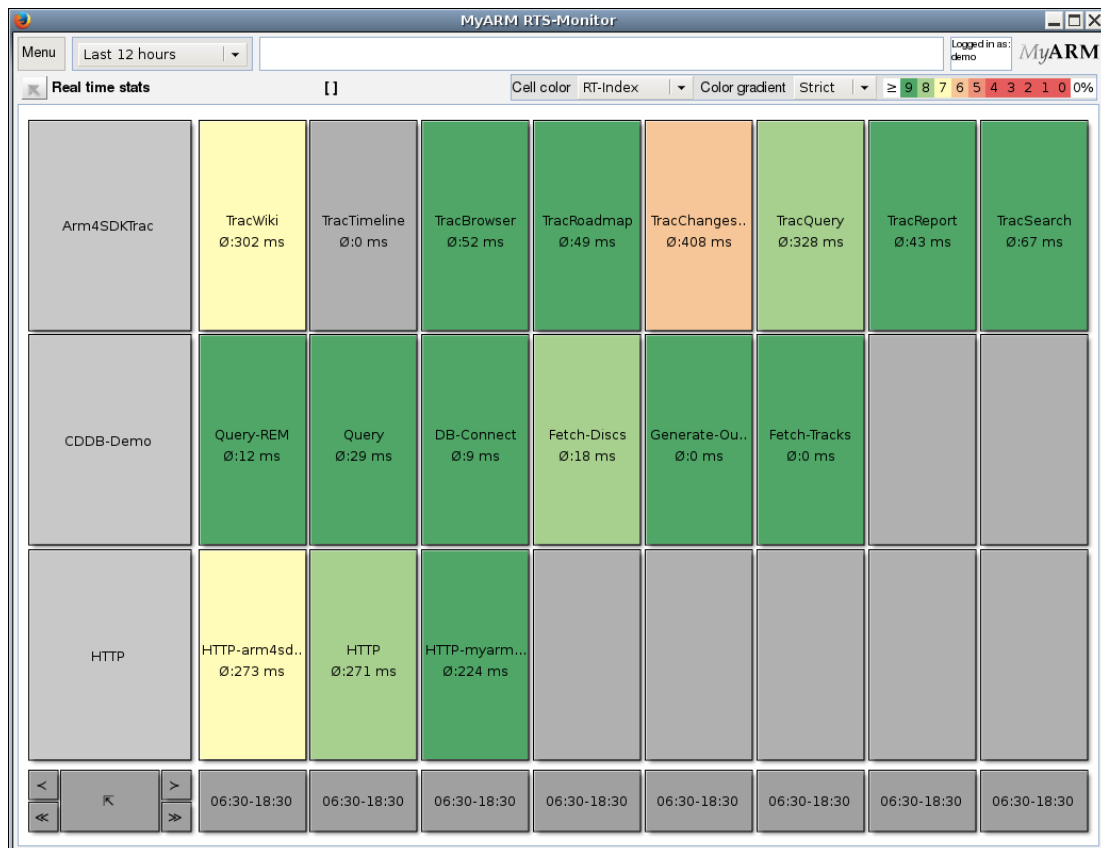 MyARM RTS-Monitor
Menu Last 12 hours Logged in as: demo MyARM
Real time stats [ ] Cell color RT-Index Color gradient Strict ≥ 9 8 7 6 5 4 3 2 1 0 0%
Arm4SDKTrac
TracWiki
Ø:302 ms
TracTimeline
Ø:0 ms
TracBrowser
Ø:52 ms
TracRoadmap
Ø:49 ms
TracChanges..
Ø:408 ms
TracQuery
Ø:328 ms
TracReport
Ø:43 ms
TracSearch
Ø:67 ms
CDDB-Demo
Query-REM
Ø:12 ms
Query
Ø:29 ms
DB-Connect
Ø:9 ms
Fetch-Discs
Ø:18 ms
Generate-Ou..
Ø:0 ms
Fetch-Tracks
Ø:0 ms
HTTP
HTTP-arm4sd..
Ø:273 ms
HTTP
Ø:271 ms
HTTP-myarm...
Ø:224 ms
< >
≪ ≫
06:30-18:30 06:30-18:30 06:30-18:30 06:30-18:30 06:30-18:30 06:30-18:30 06:30-18:30 06:30-18:30